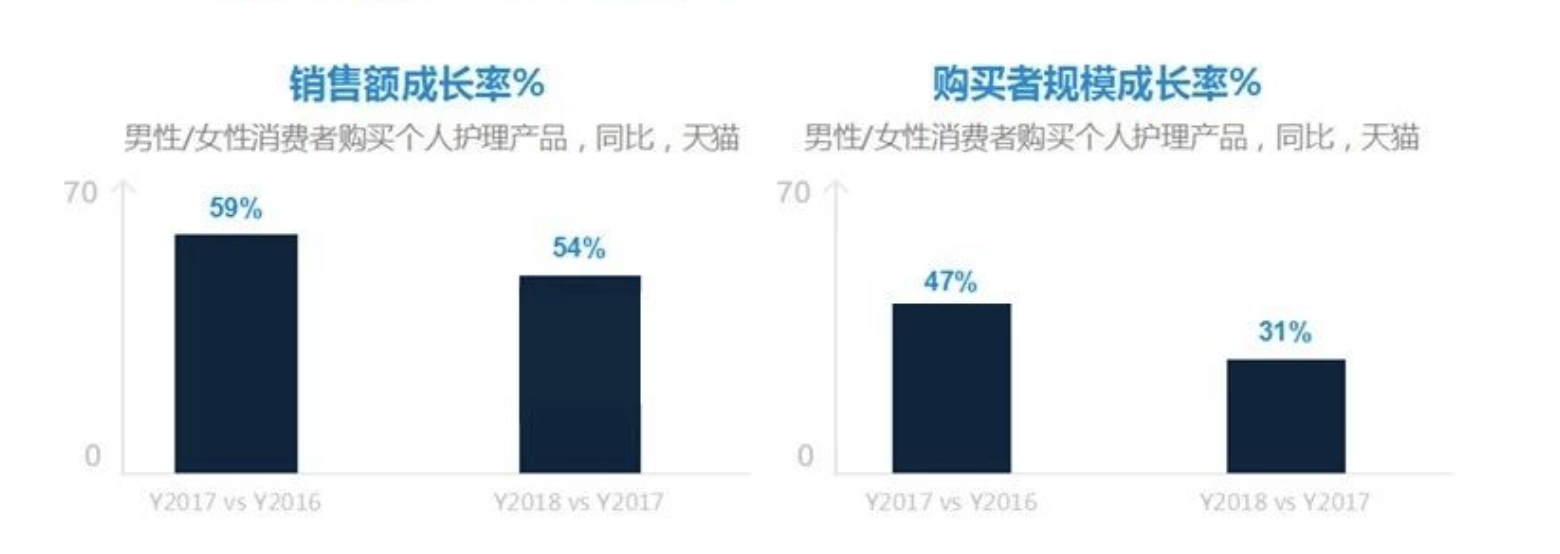 销售额成长率%
男性/女性消费者购买个人护理产品，同比，天猫
70
59%
54%
0
Y2017 vs Y2016
Y2018 vs Y2017
购买者规模成长率%
男性/女性消费者购买个人护理产品，同比，天猫
70
47%
31%
0
Y2017 vs Y2016
Y2018 vs Y2017